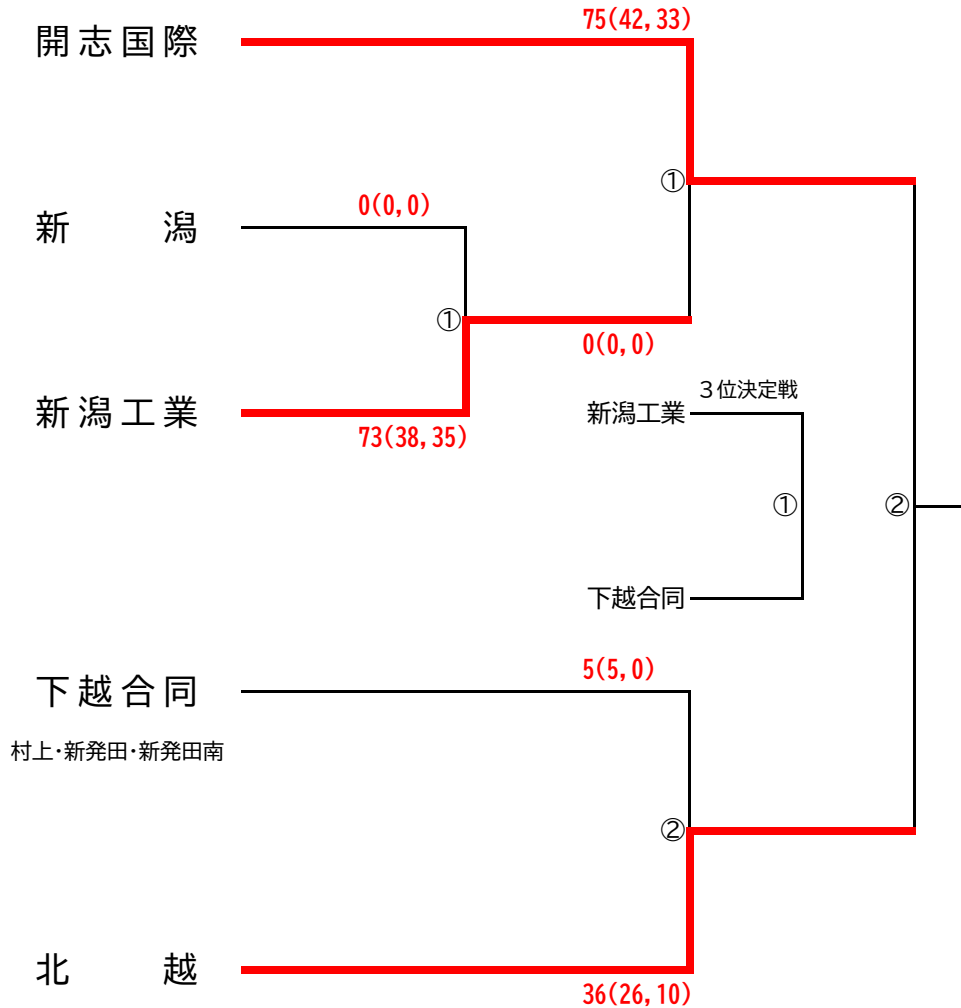 75(42,33)
開志国際
①
0(0,0)
新潟
①
0(0,0)
新潟工業
73(38,35)
3位決定戦
新潟工業
①
②
下越合同
下越合同
5(5,0)
村上・新発田・新発田南
②
北越
36(26,10)